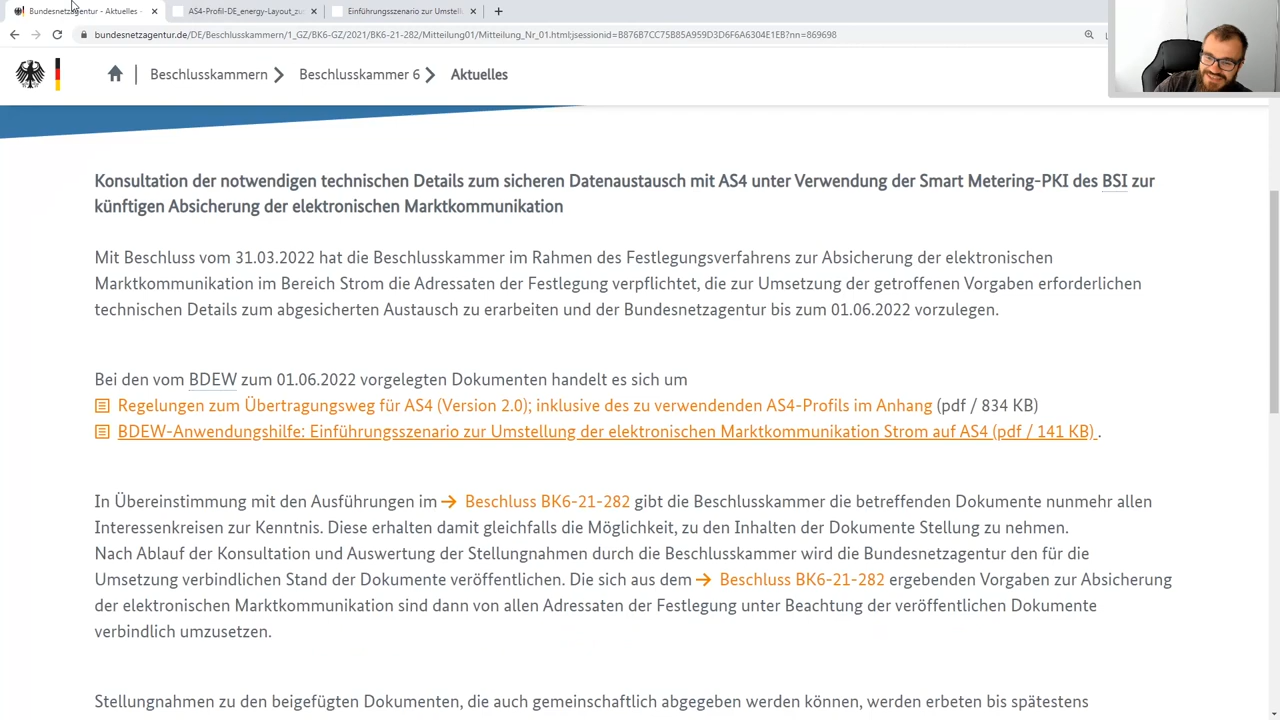 Bundesnetzagentur - Aktuelles -
AS4-Profil-DE_energy-Layout_zu
Einführungsszenario zur Umstell
bundesnetzagentur.de/DE/Beschlusskammern/1_GZ/BK6-GZ/2021/BK6-21-282/Mitteilung01/Mitteilung_Nr_01.html;jsessionid=B876B7CC75B85A959D3D6F6A6304E1EB?nn=869698
Beschlusskammern
Beschlusskammer 6
Aktuelles
Konsultation der notwendigen technischen Details zum sicheren Datenaustausch mit AS4 unter Verwendung der Smart Metering-PKI des BSI zur
künftigen Absicherung der elektronischen Marktkommunikation
Mit Beschluss vom 31.03.2022 hat die Beschlusskammer im Rahmen des Festlegungsverfahrens zur Absicherung der elektronischen
Marktkommunikation im Bereich Strom die Adressaten der Festlegung verpflichtet, die zur Umsetzung der getroffenen Vorgaben erforderlichen
technischen Details zum abgesicherten Austausch zu erarbeiten und der Bundesnetzagentur bis zum 01.06.2022 vorzulegen.
Bei den vom BDEW zum 01.06.2022 vorgelegten Dokumenten handelt es sich um
Regelungen zum Übertragungsweg für AS4 (Version 2.0); inklusive des zu verwendenden AS4-Profils im Anhang (pdf / 834 KB)
BDEW-Anwendungshilfe: Einführungsszenario zur Umstellung der elektronischen Marktkommunikation Strom auf AS4 (pdf / 141 KB) .
In Übereinstimmung mit den Ausführungen im → Beschluss BK6-21-282 gibt die Beschlusskammer die betreffenden Dokumente nunmehr allen
Interessenkreisen zur Kenntnis. Diese erhalten damit gleichfalls die Möglichkeit, zu den Inhalten der Dokumente Stellung zu nehmen.
Nach Ablauf der Konsultation und Auswertung der Stellungnahmen durch die Beschlusskammer wird die Bundesnetzagentur den für die
Umsetzung verbindlichen Stand der Dokumente veröffentlichen. Die sich aus dem → Beschluss BK6-21-282 ergebenden Vorgaben zur Absicherung
der elektronischen Marktkommunikation sind dann von allen Adressaten der Festlegung unter Beachtung der veröffentlichen Dokumente
verbindlich umzusetzen.
Stellungnahmen zu den beigefügten Dokumenten, die auch gemeinschaftlich abgegeben werden können, werden erbeten bis spätestens